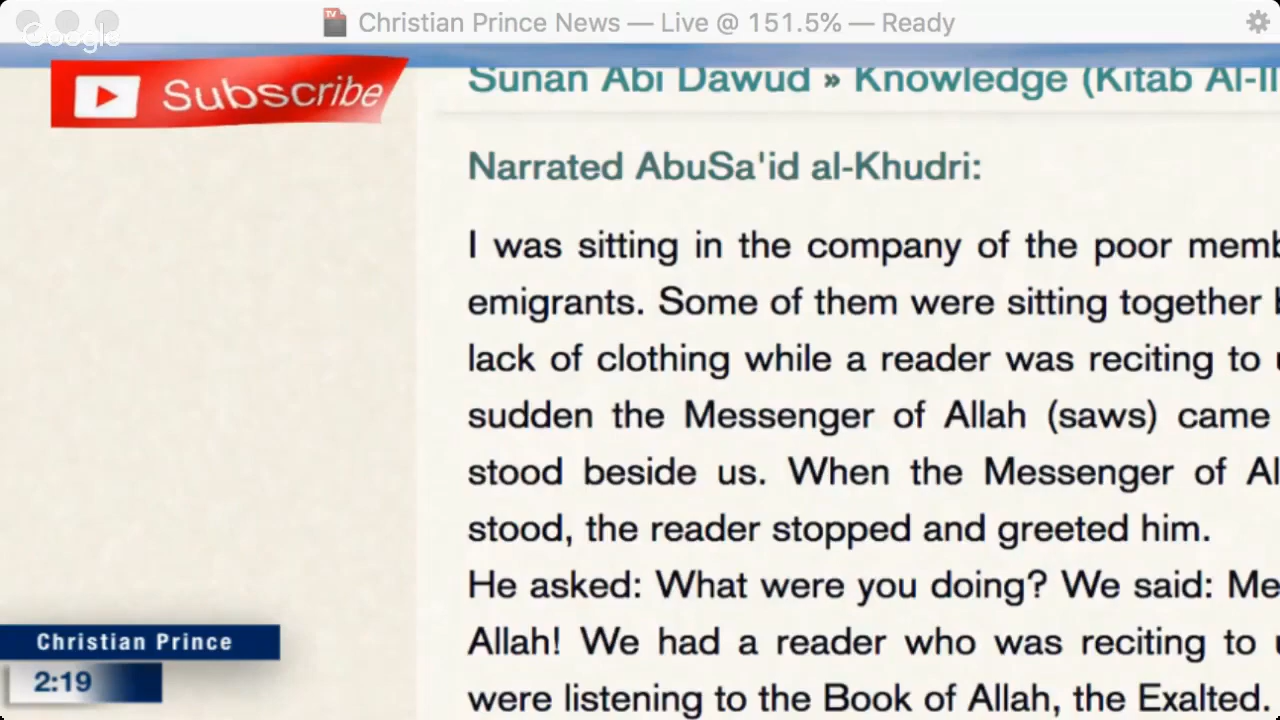 Christian Prince News — Live @ 151.5% — Ready
Google
Subscribe
Sunan Abi Dawud » Knowledge (Kitab
Narrated AbuSa'id al-Khudri:
I was sitting in the company of the poor
emigrants. Some of them were sitting together
lack of clothing while a reader was reciting to
sudden the Messenger of Allah (saws) came
stood beside us. When the Messenger of
stood, the reader stopped and greeted him.
He asked: What were you doing? We said:
Allah! We had a reader who was reciting to
were listening to the Book of Allah, the Exalted.
Christian Prince
2:19